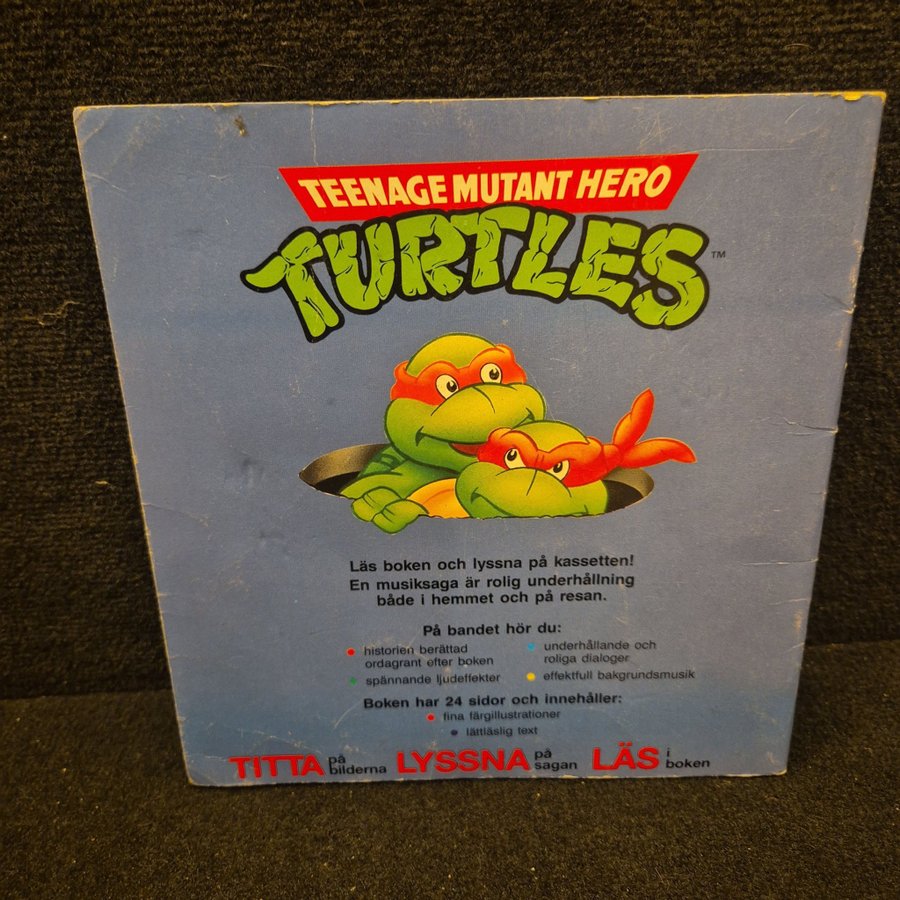 TEENAGE MUTANT HERO
TURTLES™
Läs boken och lyssna på kassetten!
En musiksaga är rolig underhållning
både i hemmet och på resan.
På bandet hör du:
historien berättad
ordagrant efter boken
spännande ljudeffekter
underhållande och
roliga dialoger
effektfull bakgrundsmusik
Boken har 24 sidor och innehåller:
fina färgillustrationer
lättläslig text
TITTA på bilderna LYSSNA på sagan LÄS i boken